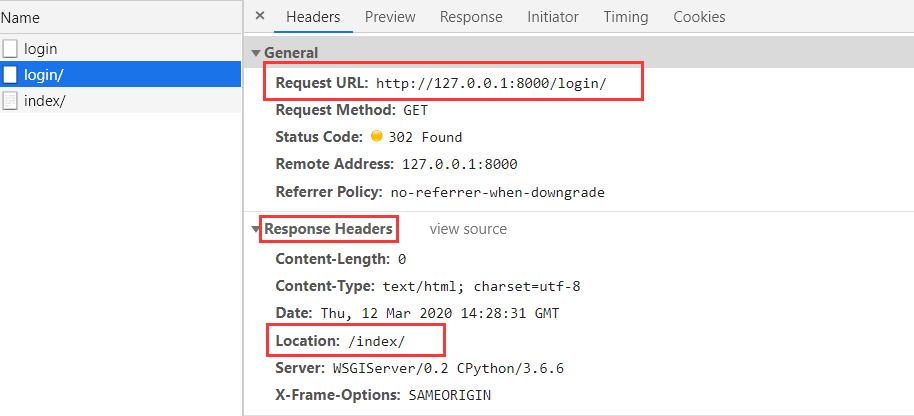 Name
login
login/
index/
× Headers Preview Response Initiator Timing Cookies
▼ General
Request URL: http://127.0.0.1:8000/login/
Request Method: GET
Status Code: 302 Found
Remote Address: 127.0.0.1:8000
Referrer Policy: no-referrer-when-downgrade
▼ Response Headers view source
Content-Length: 0
Content-Type: text/html; charset=utf-8
Date: Thu, 12 Mar 2020 14:28:31 GMT
Location: /index/
Server: WSGIServer/0.2 CPython/3.6.6
X-Frame-Options: SAMEORIGIN